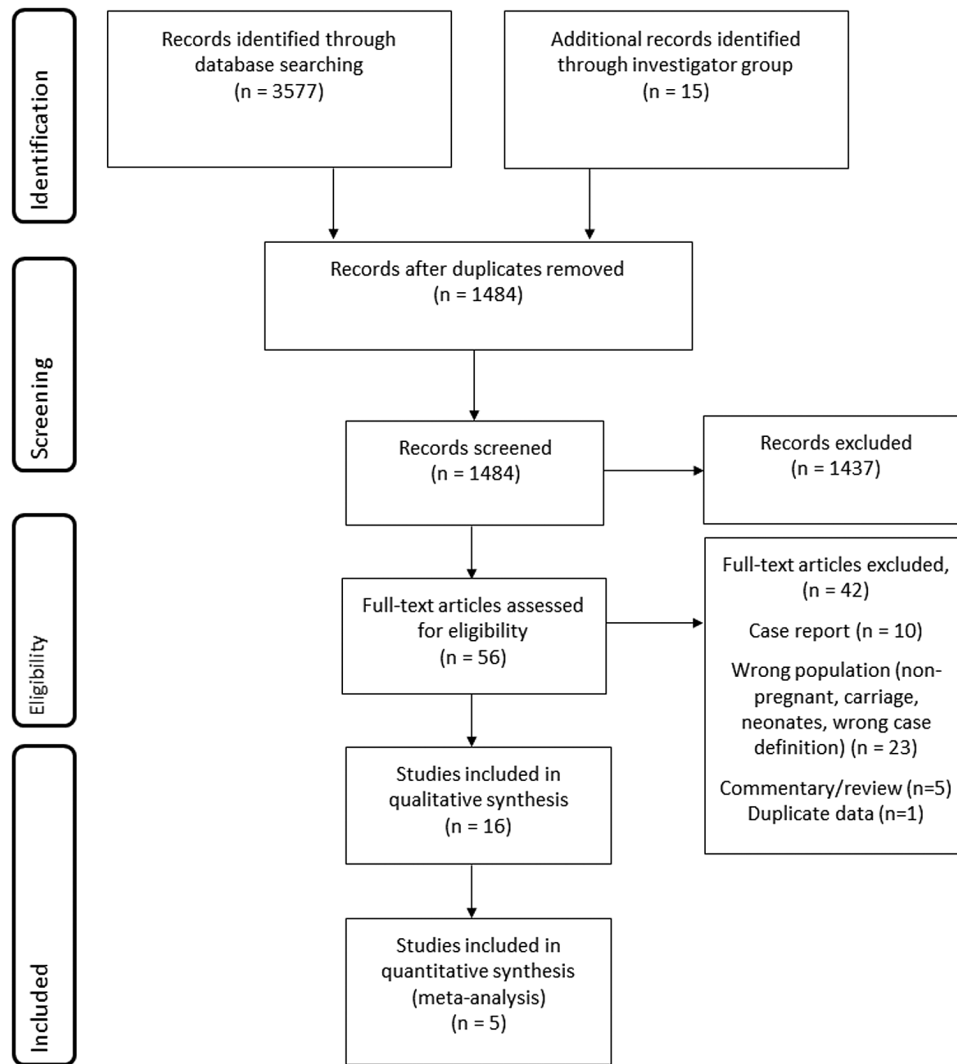 Identification
Records identified through
database searching
(n = 3577)
Additional records identified
through investigator group
(n = 15)
Records after duplicates removed
(n = 1484)
Screening
Records screened
(n = 1484)
Records excluded
(n = 1437)
Eligibility
Full-text articles assessed
for eligibility
(n = 56)
Full-text articles excluded,
(n = 42)
Case report (n = 10)
Wrong population (non-
pregnant, carriage,
neonates, wrong case
definition) (n = 23)
Commentary/review (n=5)
Duplicate data (n=1)
Included
Studies included in
qualitative synthesis
(n = 16)
Studies included in
quantitative synthesis
(meta-analysis)
(n = 5)